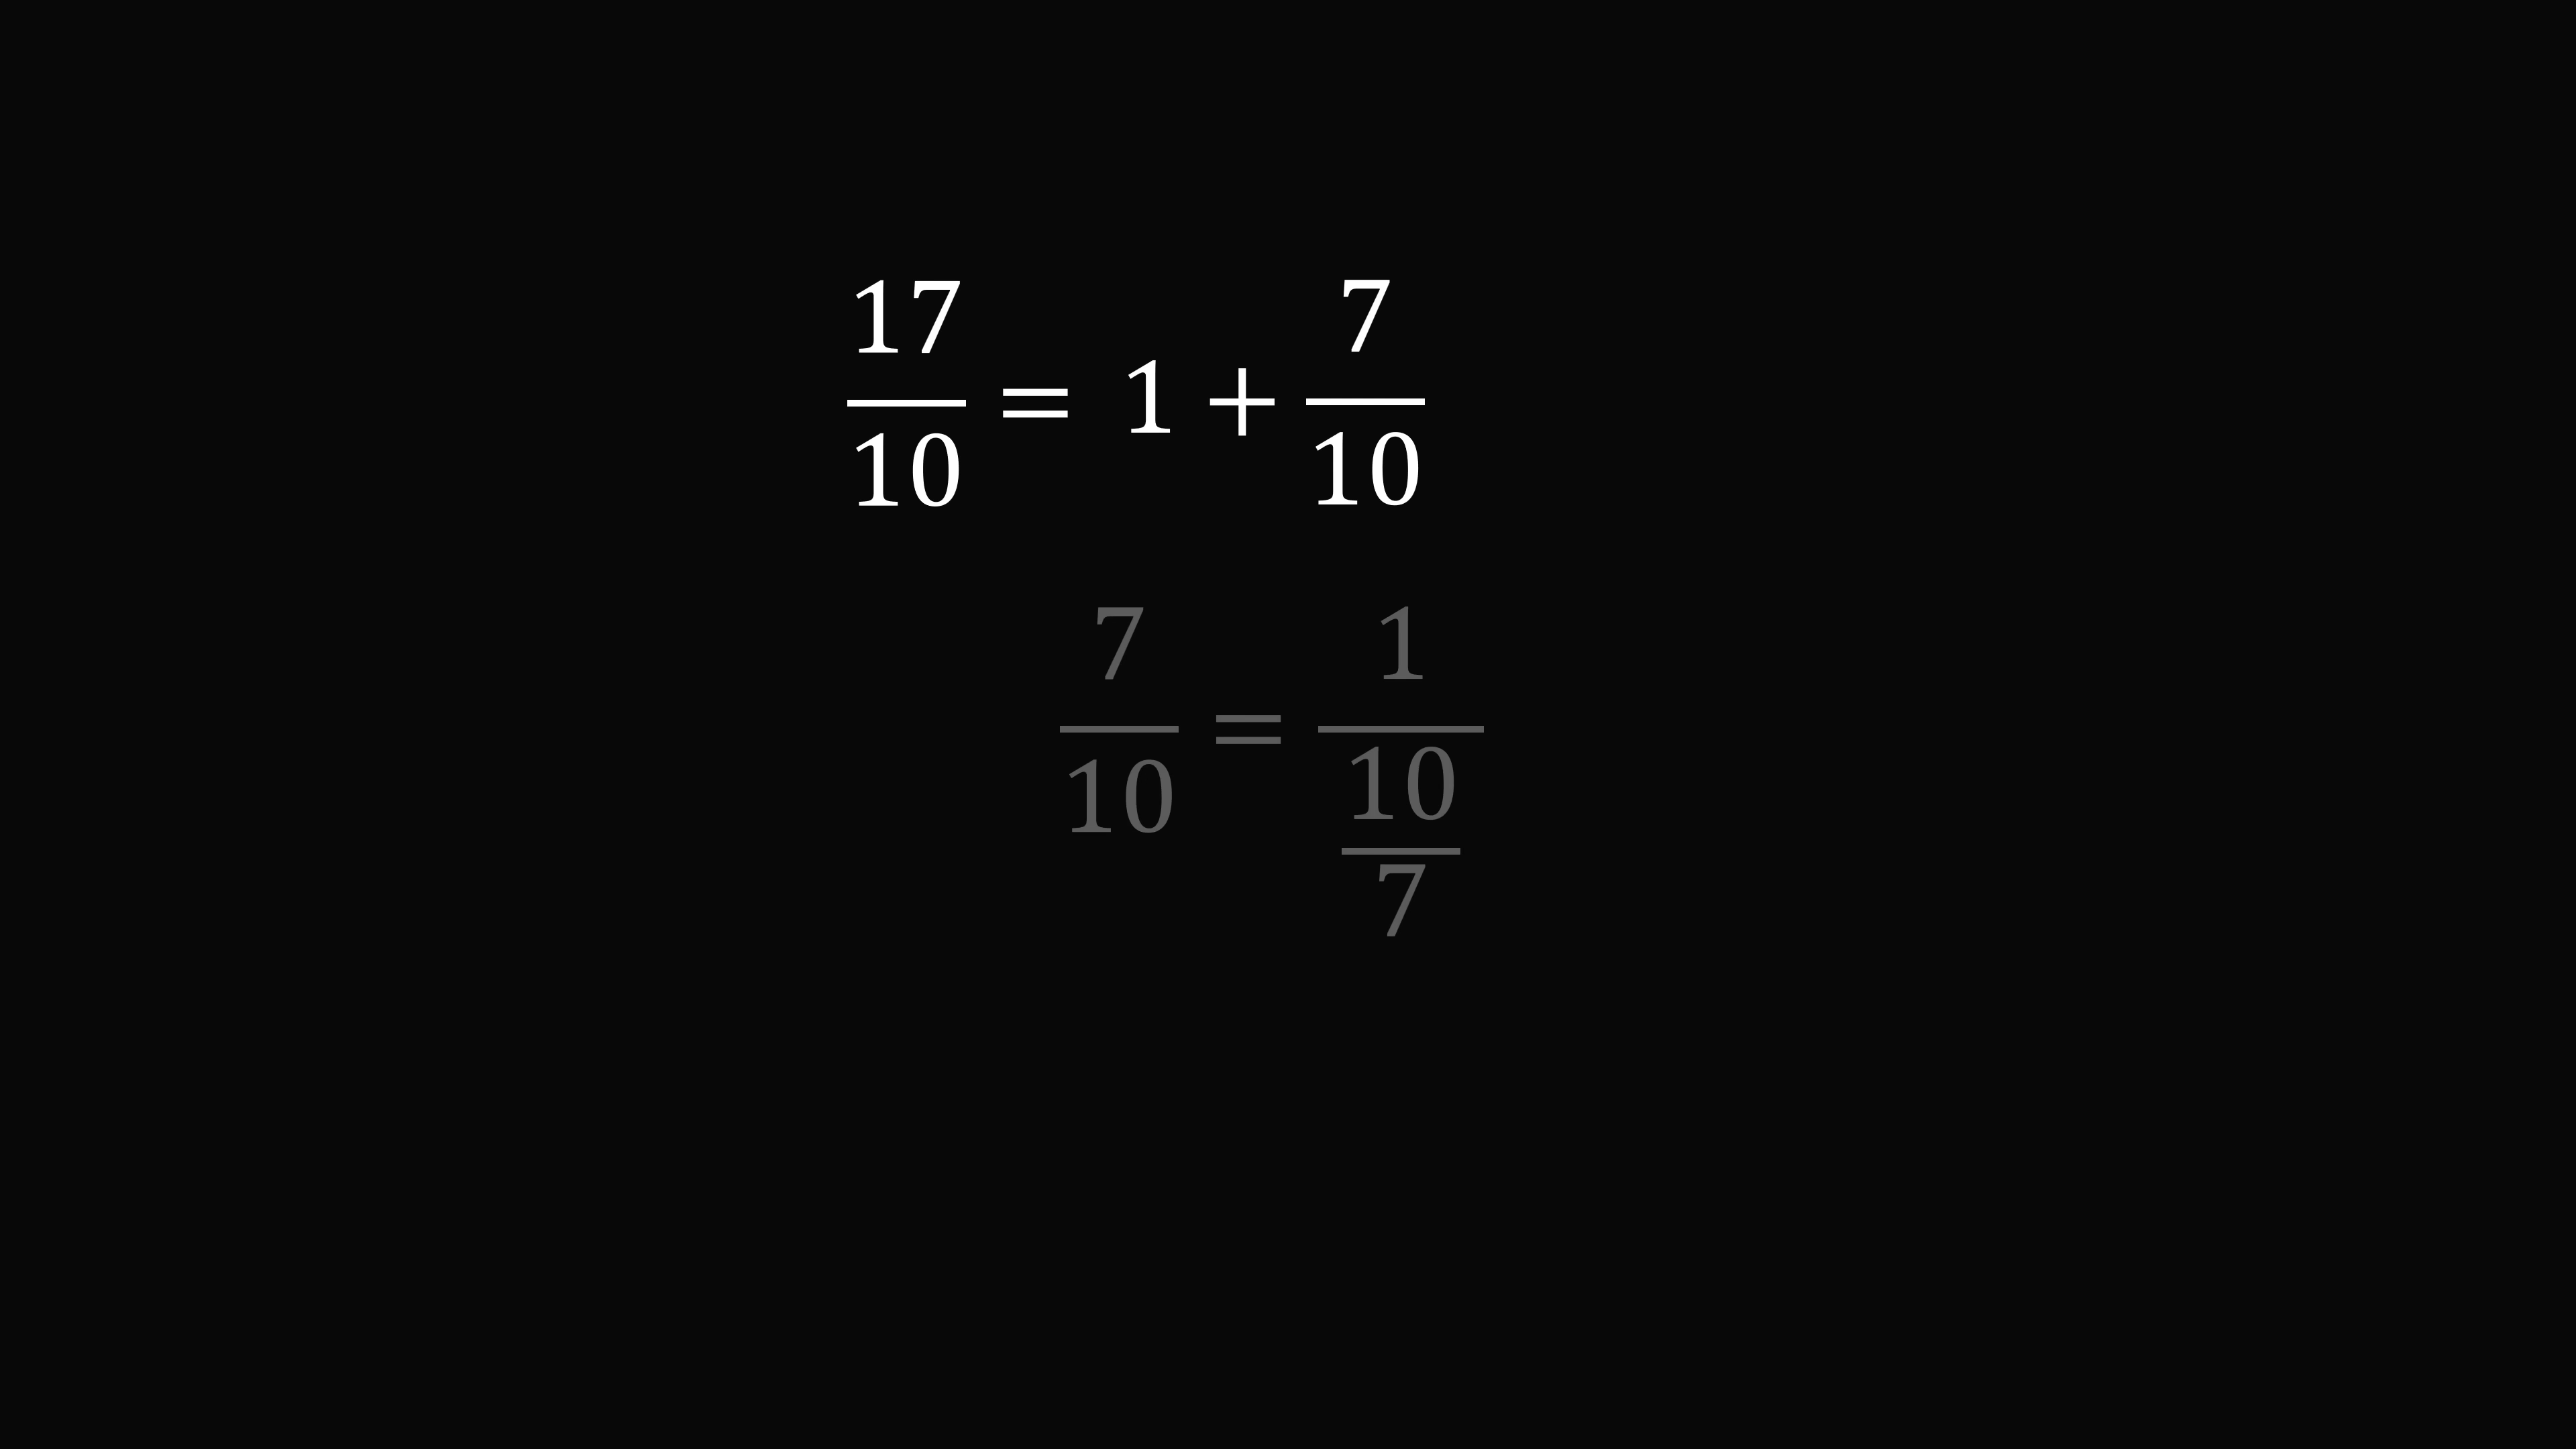 17/10 = 1 + 7/10
7/10 = 1/(10/7)